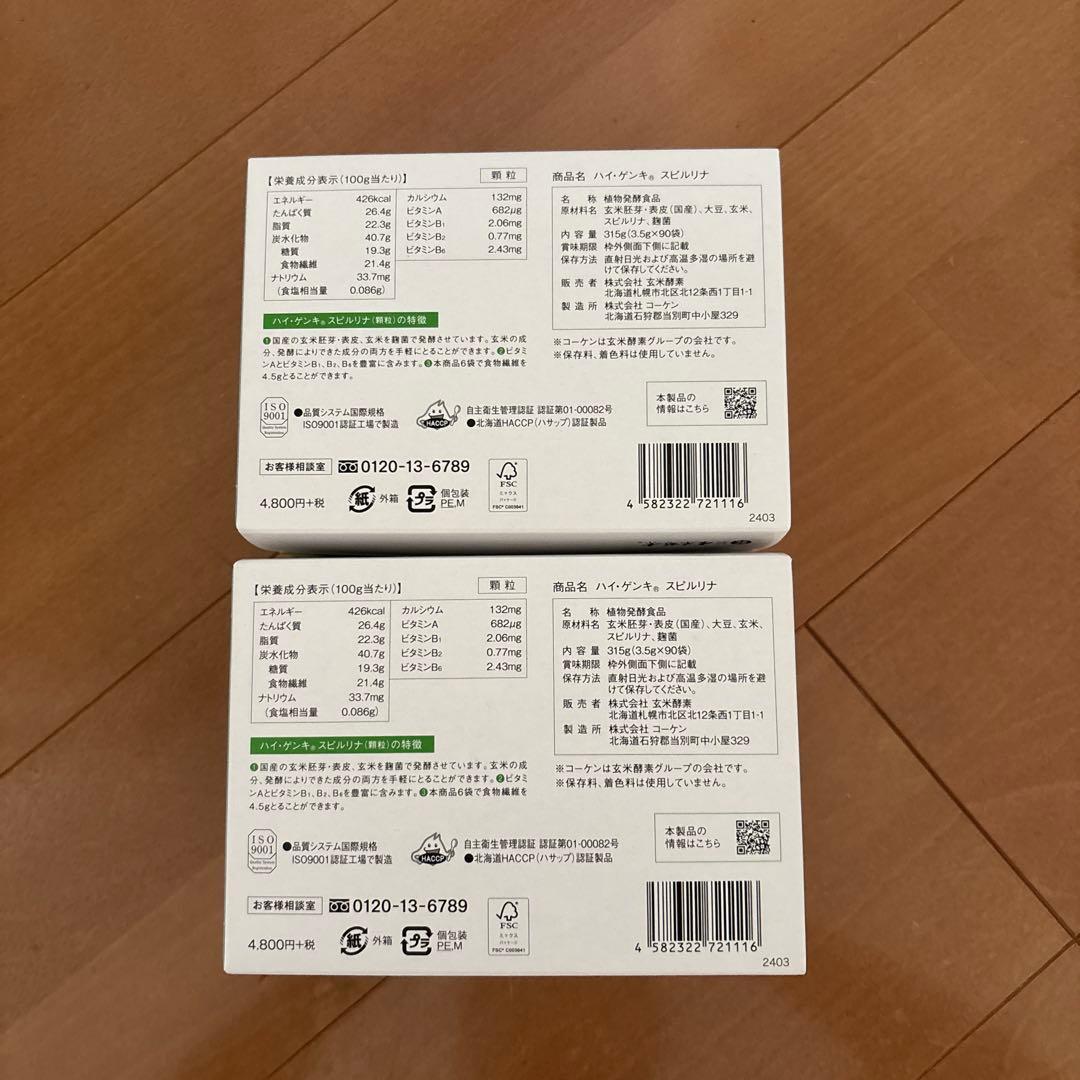 【栄養成分表示(100g当たり)】
顆粒
エネルギー 426kcal
たんぱく質 26.4g
脂質 22.3g
炭水化物 40.7g
糖質 19.3g
食物繊維 21.4g
ナトリウム 33.7mg
(食塩相当量 0.086g)
カルシウム 132mg
ビタミンA 682μg
ビタミンB₁ 2.06mg
ビタミンB₂ 0.77mg
ビタミンB₆ 2.43mg
ハイ・ゲンキ® スピルリナ(顆粒)の特徴
❶国産の玄米胚芽・表皮、玄米を麹菌で発酵させています。玄米の成
分、発酵によりできた成分の両方を手軽にとることができます。❷ビタミ
ンAとビタミンB₁、B₂、B₆を豊富に含みます。❸本商品6袋で食物繊維を
4.5gとることができます。
商品名 ハイ・ゲンキ® スピルリナ
名称 植物発酵食品
原材料名 玄米胚芽・表皮(国産)、大豆、玄米、
スピルリナ、麹菌
内容量 315g(3.5g×90袋)
賞味期限 枠外側面下側に記載
保存方法 直射日光および高温多湿の場所を避
けて保存してください。
販売者 株式会社 玄米酵素
北海道札幌市北区北12条西1丁目1-1
製造所 株式会社 コーケン
北海道石狩郡当別町中小屋329
※コーケンは玄米酵素グループの会社です。
※保存料、着色料は使用していません。
ISO
9001
Quality System
Registration
●品質システム国際規格
ISO9001認証工場で製造
HACCP
自主衛生管理認証 認証第01-00082号
●北海道HACCP(ハサップ)認証製品
本製品の
情報はこちら
お客様相談室 0120-13-6789
4,800円+税
紙 外箱
プラ 個包装
PE,M
FSC
ミックス
パッケージ
FSC® C003841
4 582322 721116
2403
【栄養成分表示(100g当たり)】
顆粒
エネルギー 426kcal
たんぱく質 26.4g
脂質 22.3g
炭水化物 40.7g
糖質 19.3g
食物繊維 21.4g
ナトリウム 33.7mg
(食塩相当量 0.086g)
カルシウム 132mg
ビタミンA 682μg
ビタミンB₁ 2.06mg
ビタミンB₂ 0.77mg
ビタミンB₆ 2.43mg
ハイ・ゲンキ® スピルリナ(顆粒)の特徴
❶国産の玄米胚芽・表皮、玄米を麹菌で発酵させています。玄米の成
分、発酵によりできた成分の両方を手軽にとることができます。❷ビタミ
ンAとビタミンB₁、B₂、B₆を豊富に含みます。❸本商品6袋で食物繊維を
4.5gとることができます。
商品名 ハイ・ゲンキ® スピルリナ
名称 植物発酵食品
原材料名 玄米胚芽・表皮(国産)、大豆、玄米、
スピルリナ、麹菌
内容量 315g(3.5g×90袋)
賞味期限 枠外側面下側に記載
保存方法 直射日光および高温多湿の場所を避
けて保存してください。
販売者 株式会社 玄米酵素
北海道札幌市北区北12条西1丁目1-1
製造所 株式会社 コーケン
北海道石狩郡当別町中小屋329
※コーケンは玄米酵素グループの会社です。
※保存料、着色料は使用していません。
ISO
9001
Quality System
Registration
●品質システム国際規格
ISO9001認証工場で製造
HACCP
自主衛生管理認証 認証第01-00082号
●北海道HACCP(ハサップ)認証製品
本製品の
情報はこちら
お客様相談室 0120-13-6789
4,800円+税
紙 外箱
プラ 個包装
PE,M
FSC
ミックス
パッケージ
FSC® C003841
4 582322 721116
2403